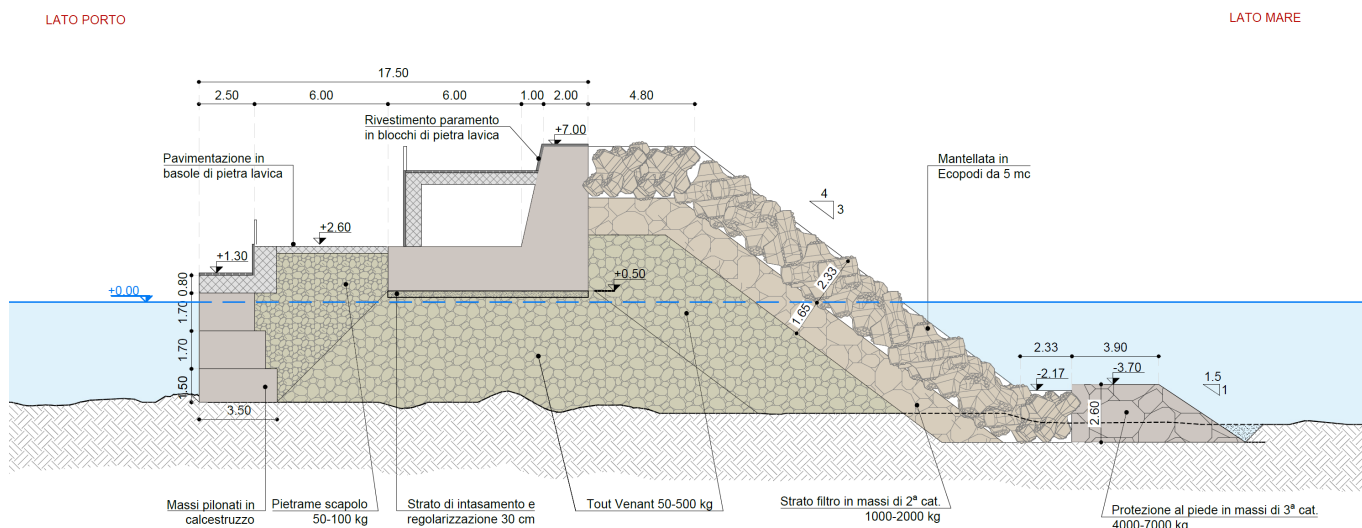 LATO PORTO
LATO MARE
17.50
2.50
6.00
6.00
1.00
2.00
4.80
Rivestimento paramento
in blocchi di pietra lavica
+7.00
Pavimentazione in
basole di pietra lavica
Mantellata in
Ecopodi da 5 mc
4
3
+2.60
+1.30
+0.50
+0.00
0.80
1.70
1.70
1.50
2.33
1.65
2.33
3.90
-2.17
-3.70
1.5
1
2.60
3.50
Massi pilonati in
calcestruzzo
Pietrame scapolo
50-100 kg
Strato di intasamento e
regolarizzazione 30 cm
Tout Venant 50-500 kg
Strato filtro in massi di 2ª cat.
1000-2000 kg
Protezione al piede in massi di 3ª cat.
4000-7000 kg